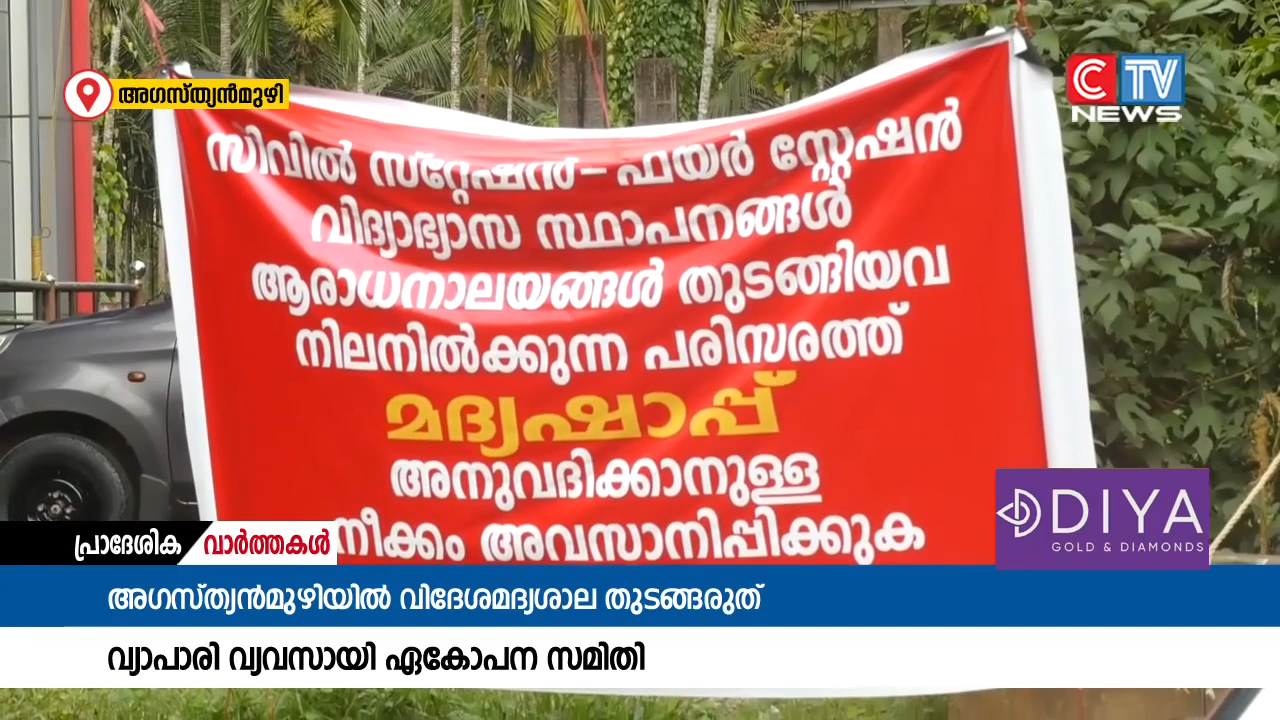 അഗസ്ത്യൻമുഴി
CTV
NEWS
സിവിൽ സ്റ്റേഷൻ - ഫയർ സ്റ്റേഷൻ
വിദ്യാഭ്യാസ സ്ഥാപനങ്ങൾ
ആരാധനാലയങ്ങൾ തുടങ്ങിയവ
നിലനിൽക്കുന്ന പരിസരത്ത്
മദ്യഷാപ്പ്
അനുവദിക്കാനുള്ള
നീക്കം അവസാനിപ്പിക്കുക
DIYA
GOLD & DIAMONDS
പ്രാദേശിക വാർത്തകൾ
അഗസ്ത്യൻമുഴിയിൽ വിദേശമദ്യശാല തുടങ്ങരുത്
വ്യാപാരി വ്യവസായി ഏകോപന സമിതി